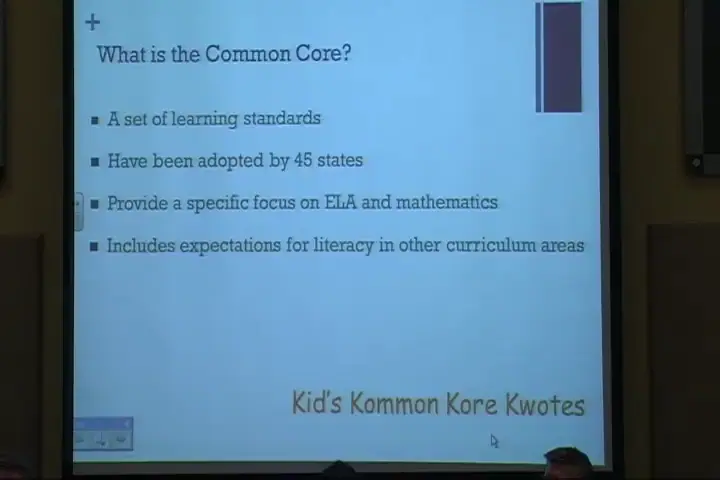 +
What is the Common Core?
A set of learning standards
Have been adopted by 45 states
Provide a specific focus on ELA and mathematics
Includes expectations for literacy in other curriculum areas
Kid's Kommon Kore Kwotes